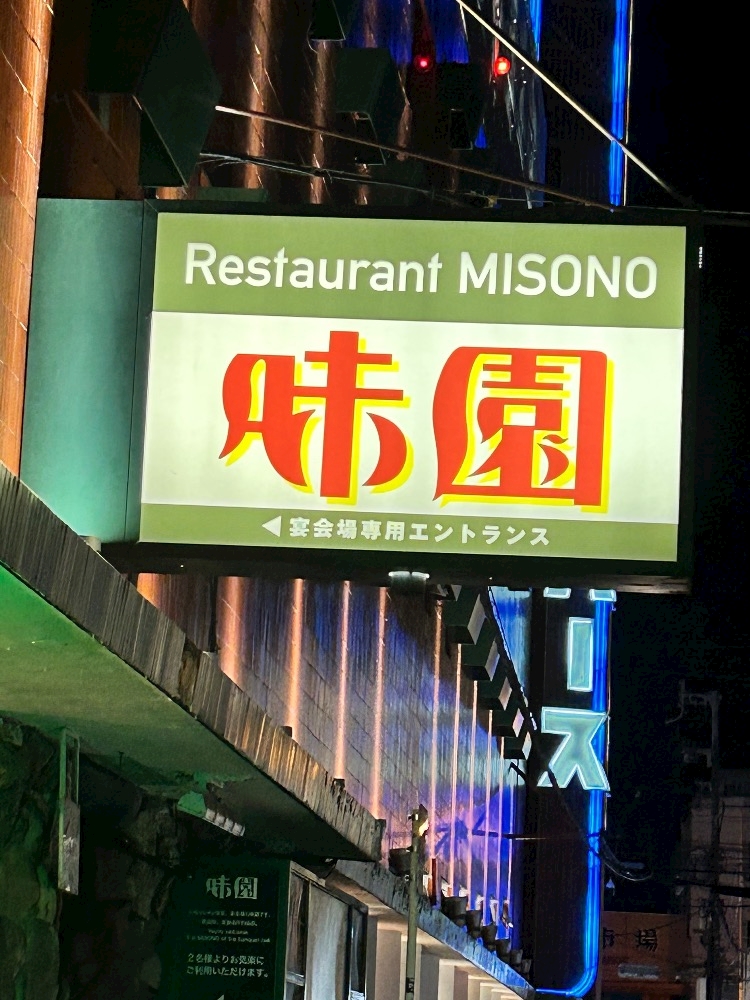 Restaurant MISONO
味園
◀宴会場専用エントランス
ース
味園
2名様よりお気楽に
ご利用いただけます。
市場